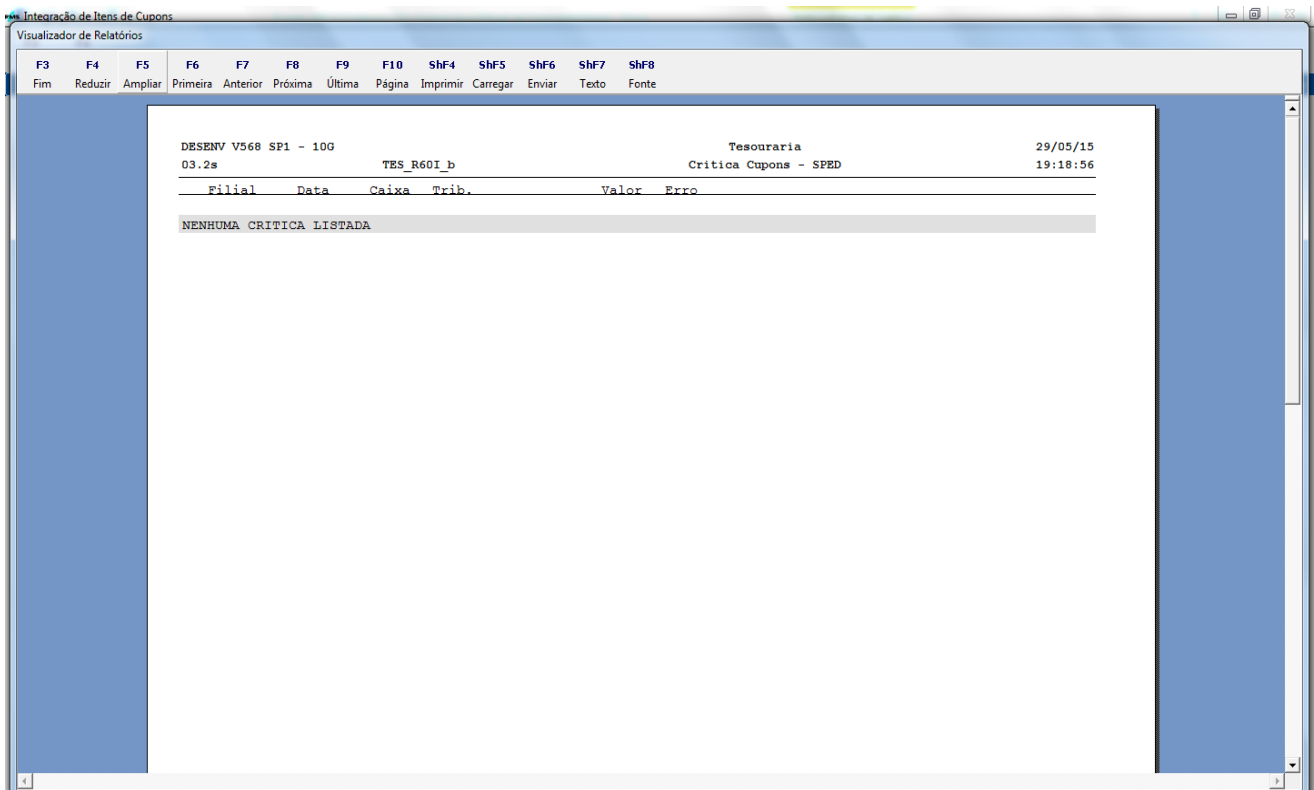 RMS Integração de Itens de Cupons
Visualizador de Relatórios
F3 F4 F5 F6 F7 F8 F9 F10 ShF4 ShF5 ShF6 ShF7 ShF8
Fim Reduzir Ampliar Primeira Anterior Próxima Última Página Imprimir Carregar Enviar Texto Fonte
DESENV V568 SP1 - 10G Tesouraria 29/05/15
03.2s TES_R60I_b Critica Cupons - SPED 19:18:56
Filial Data Caixa Trib. Valor Erro
NENHUMA CRITICA LISTADA